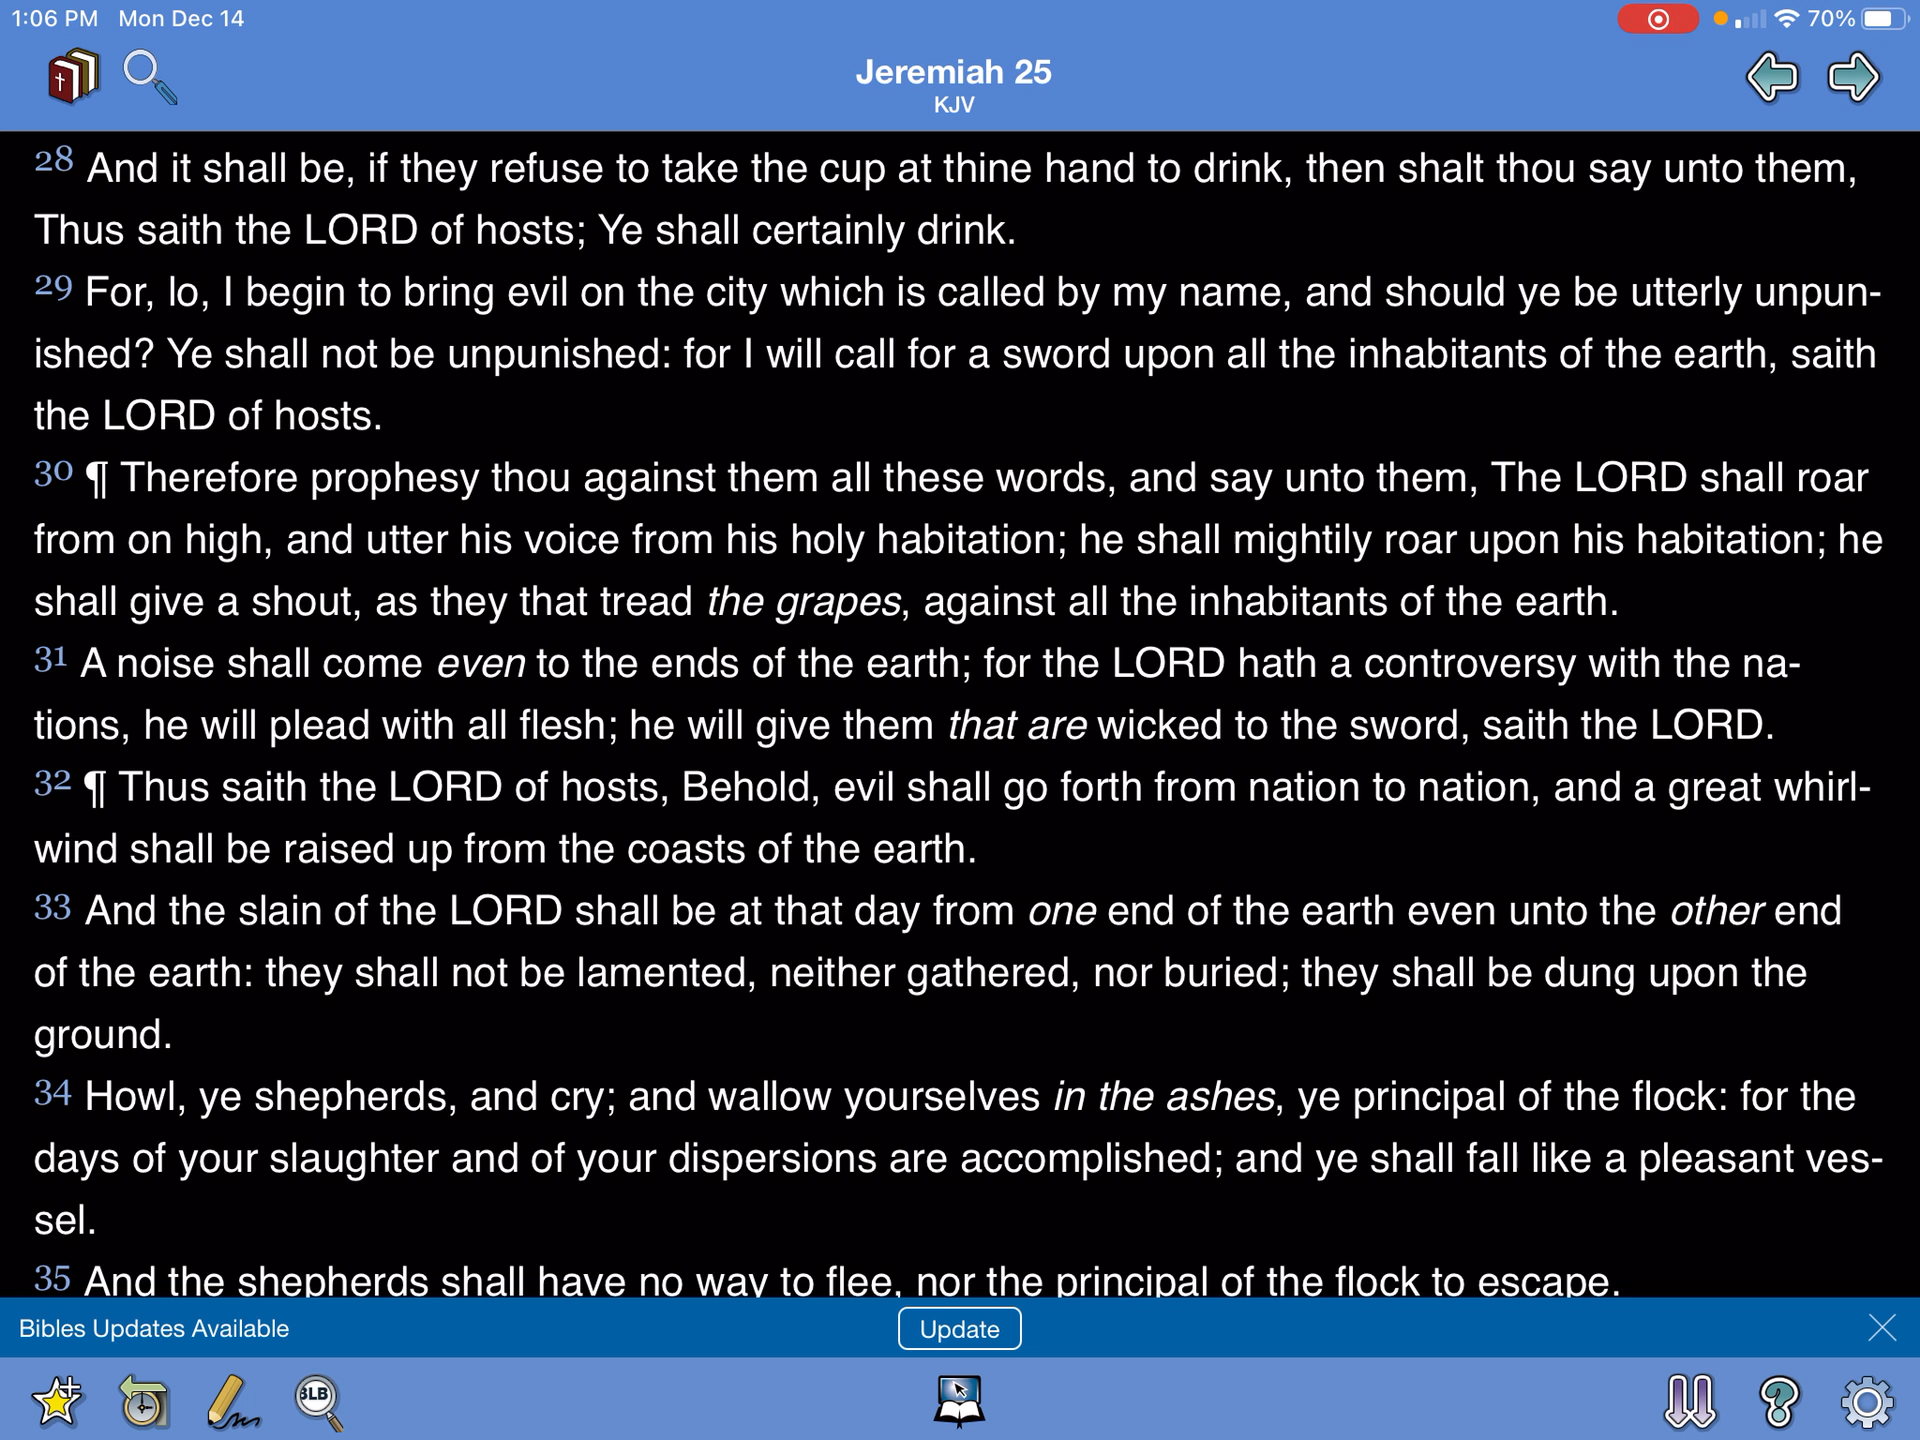 1:06 PM Mon Dec 14
70%
Jeremiah 25
KJV
28 And it shall be, if they refuse to take the cup at thine hand to drink, then shalt thou say unto them,
Thus saith the LORD of hosts; Ye shall certainly drink.
29 For, lo, I begin to bring evil on the city which is called by my name, and should ye be utterly unpun-
ished? Ye shall not be unpunished: for I will call for a sword upon all the inhabitants of the earth, saith
the LORD of hosts.
30 ¶ Therefore prophesy thou against them all these words, and say unto them, The LORD shall roar
from on high, and utter his voice from his holy habitation; he shall mightily roar upon his habitation; he
shall give a shout, as they that tread the grapes, against all the inhabitants of the earth.
31 A noise shall come even to the ends of the earth; for the LORD hath a controversy with the na-
tions, he will plead with all flesh; he will give them that are wicked to the sword, saith the LORD.
32 ¶ Thus saith the LORD of hosts, Behold, evil shall go forth from nation to nation, and a great whirl-
wind shall be raised up from the coasts of the earth.
33 And the slain of the LORD shall be at that day from one end of the earth even unto the other end
of the earth: they shall not be lamented, neither gathered, nor buried; they shall be dung upon the
ground.
34 Howl, ye shepherds, and cry; and wallow yourselves in the ashes, ye principal of the flock: for the
days of your slaughter and of your dispersions are accomplished; and ye shall fall like a pleasant ves-
sel.
35 And the shepherds shall have no way to flee, nor the principal of the flock to escape.
Bibles Updates Available
Update
BLB